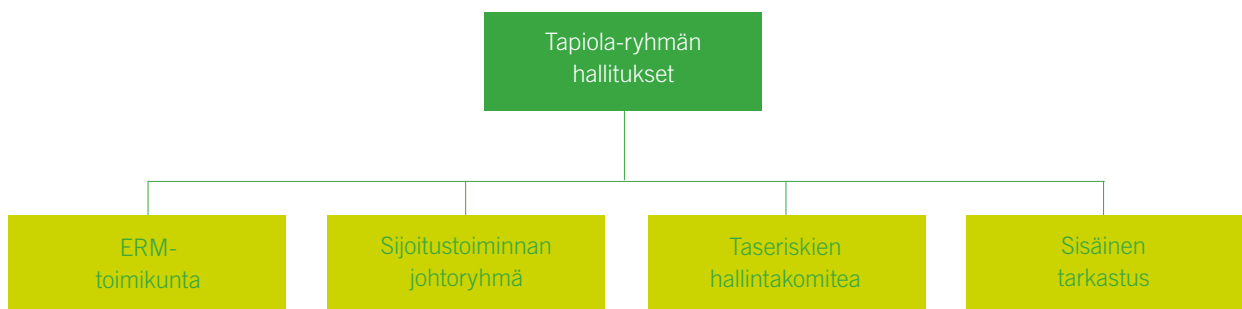 Tapiola-ryhmän
hallitukset
ERM-
toimikunta
Sijoitustoiminnan
johtoryhmä
Taseriskien
hallintakomitea
Sisäinen
tarkastus